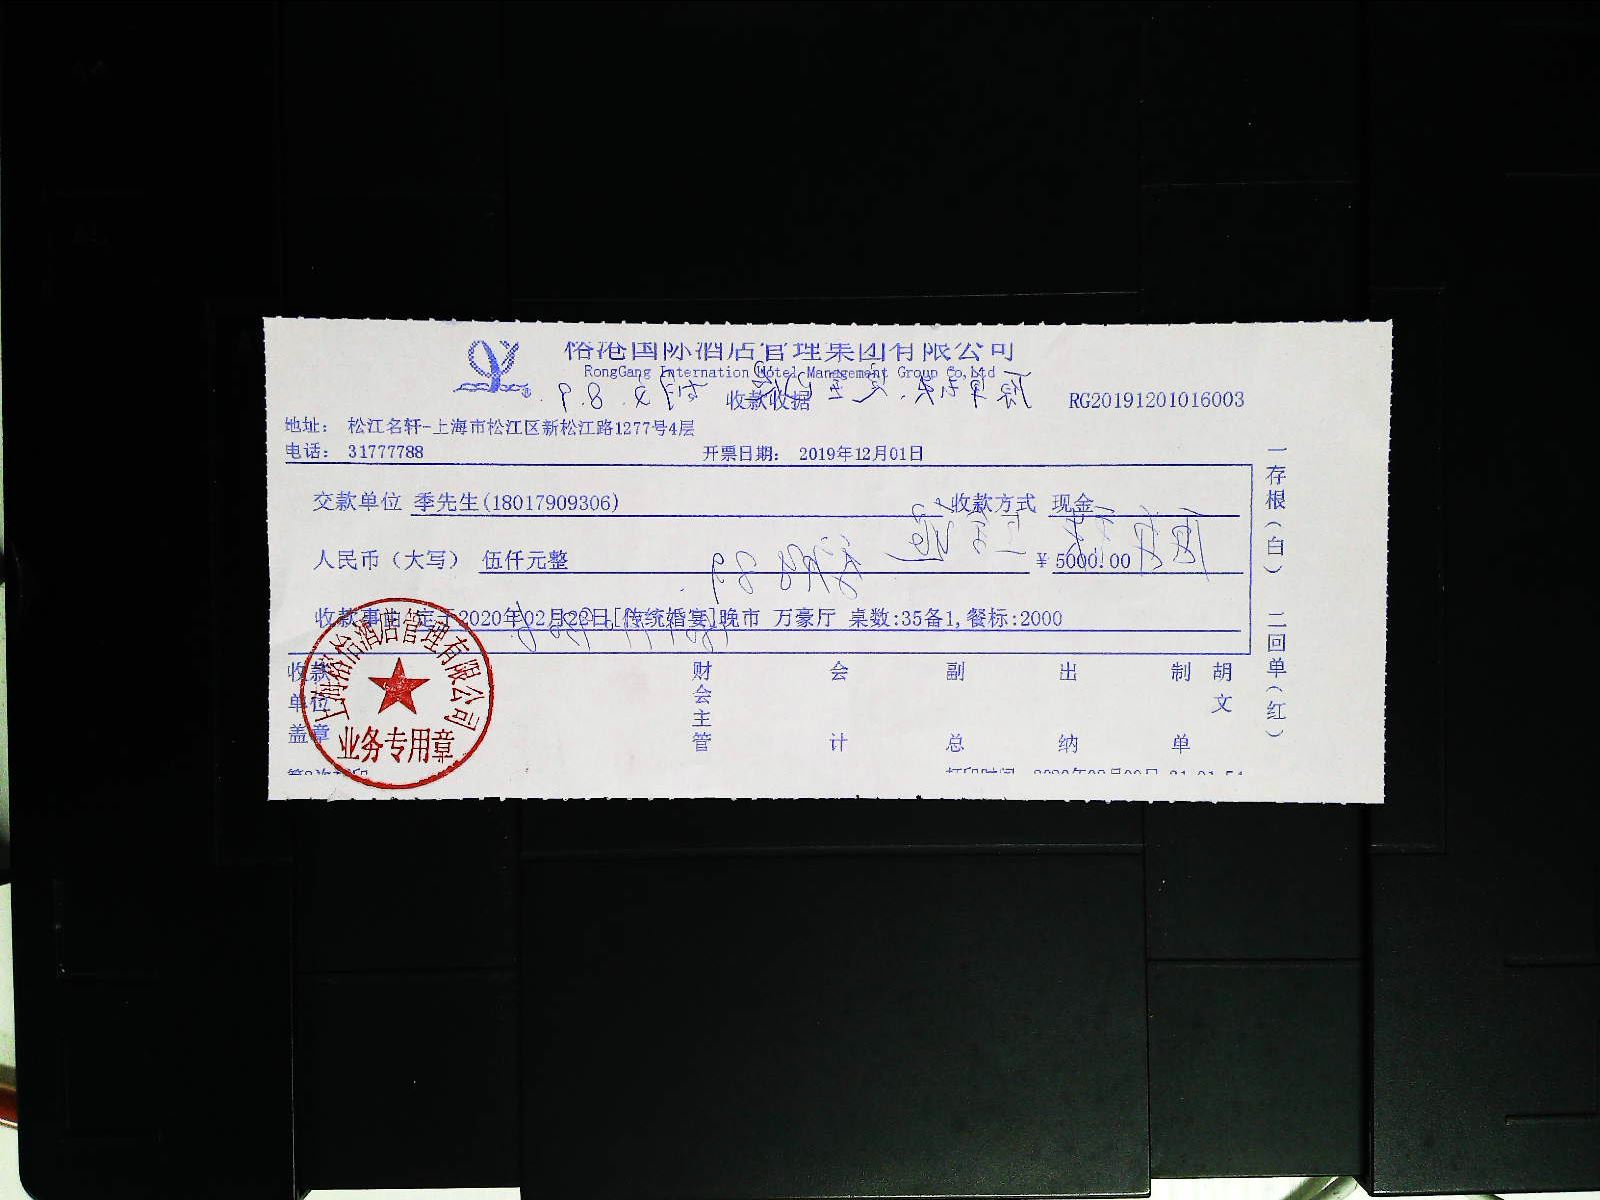 裕港国际酒店管理集团有限公司
RongGang Internation Hotel Management Group Co,Ltd
收款收据 RG20191201016003
地址: 松江名轩-上海市松江区新松江路1277号4层
电话: 31777788 开票日期: 2019年12月01日
交款单位 季先生(18017909306) 收款方式 现金
人民币（大写） 伍仟元整 ¥ 5000.00
收款事由 定于2020年02月22日[传统婚宴]晚市 万豪厅 桌数:35备1,餐标:2000
收款单位盖章 财会主管 会计 副总 出纳 制单 胡文
一存根(白) 二回单(红)
上海裕怡酒店管理有限公司
业务专用章